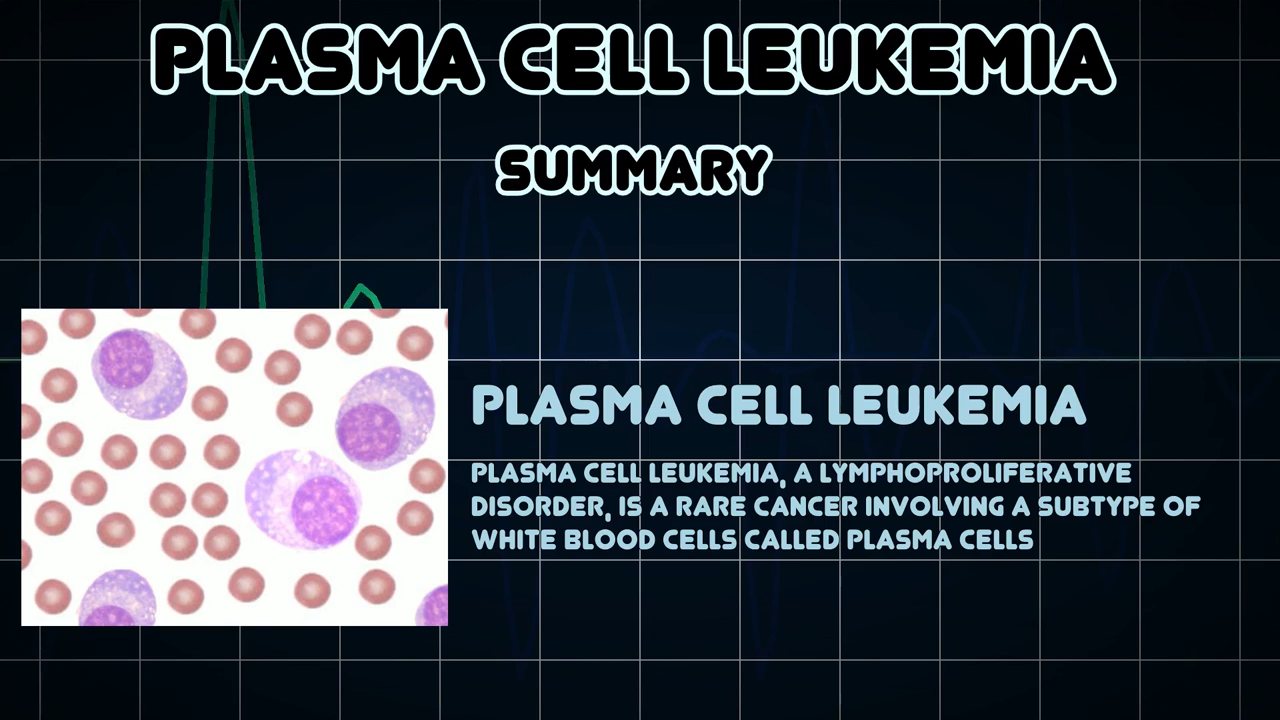 PLASMA CELL LEUKEMIA
SUMMARY
PLASMA CELL LEUKEMIA
PLASMA CELL LEUKEMIA, A LYMPHOPROLIFERATIVE
DISORDER, IS A RARE CANCER INVOLVING A SUBTYPE OF
WHITE BLOOD CELLS CALLED PLASMA CELLS